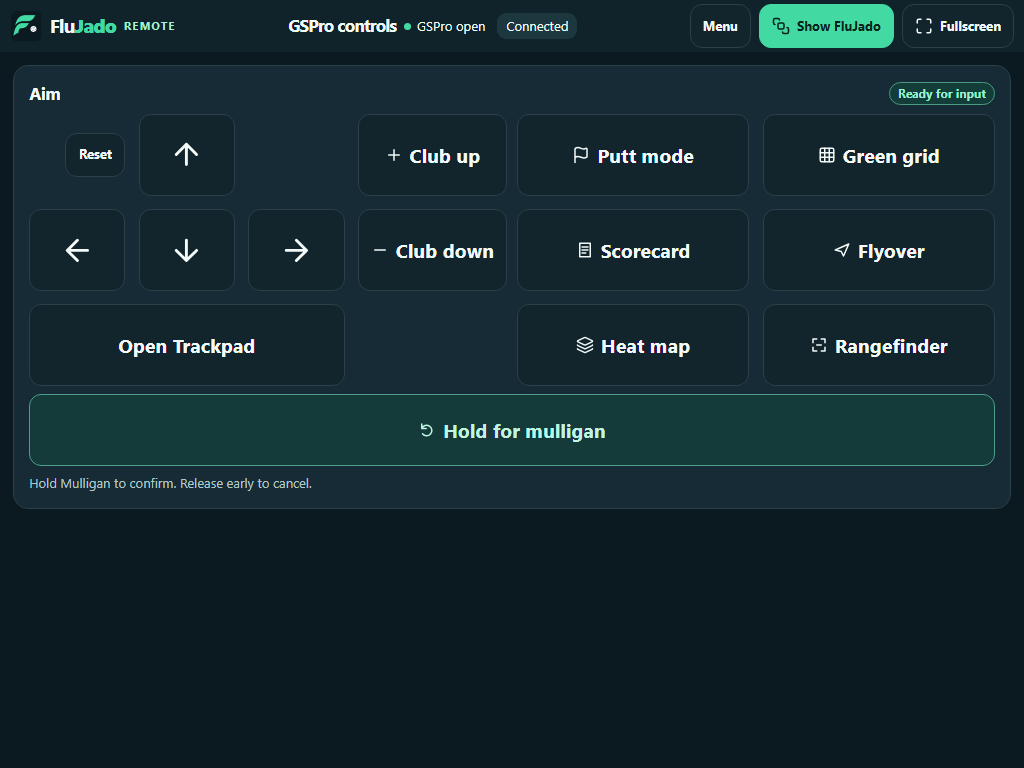 FluJado REMOTE
GSPro controls GSPro open Connected
Menu Show FluJado Fullscreen
Aim Ready for input
Reset Club up Putt mode Green grid
Club down Scorecard Flyover
Open Trackpad Heat map Rangefinder
Hold for mulligan
Hold Mulligan to confirm. Release early to cancel.